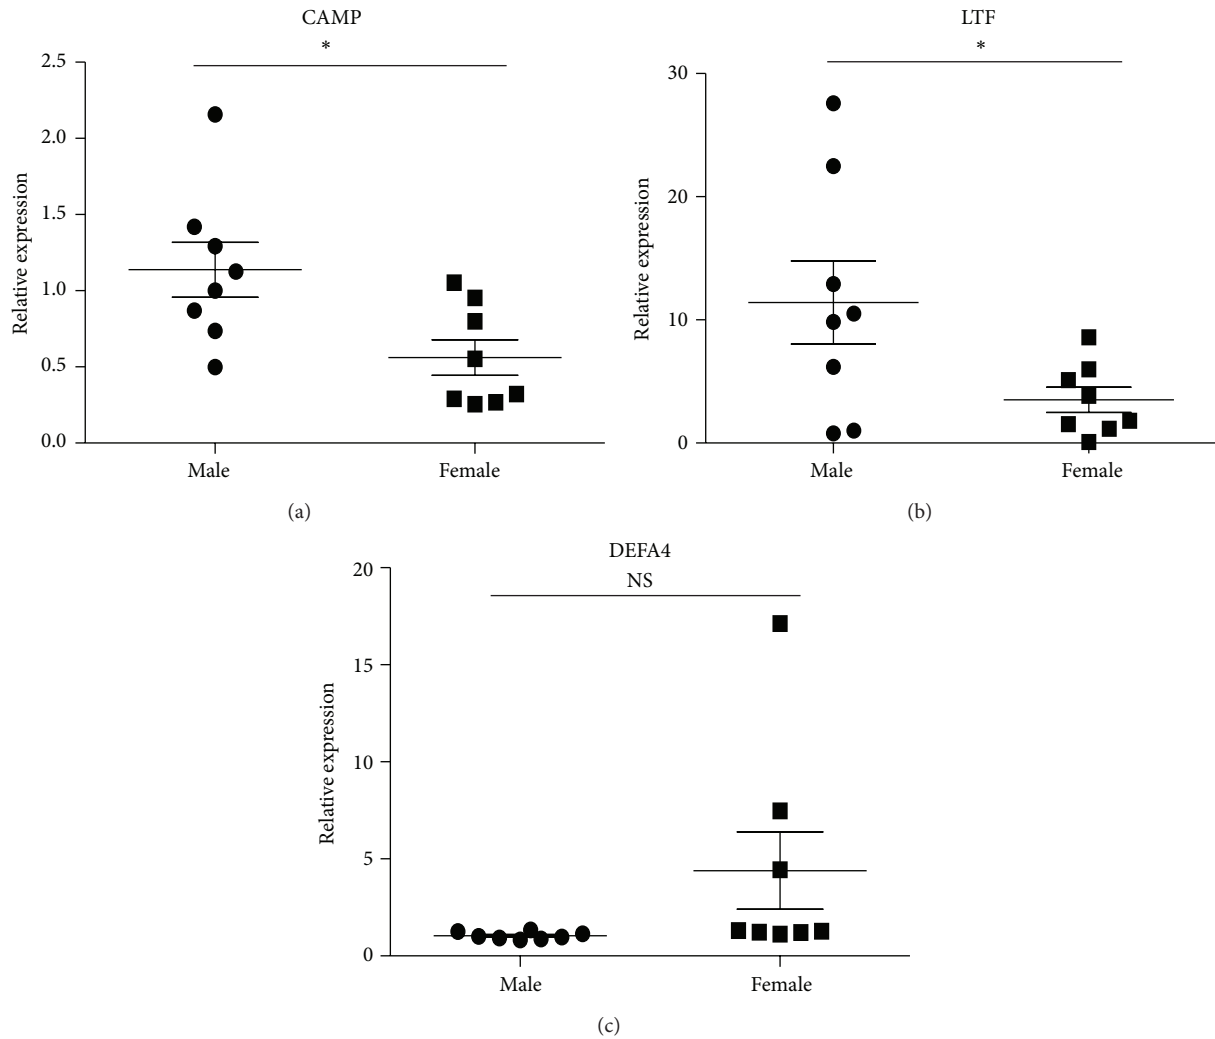 CAMP
*
2.5
2.0
1.5
1.0
0.5
0.0
Relative expression
Male
Female
(a)
LTF
*
30
20
10
0
Relative expression
Male
Female
(b)
DEFA4
NS
20
15
10
5
0
Relative expression
Male
Female
(c)